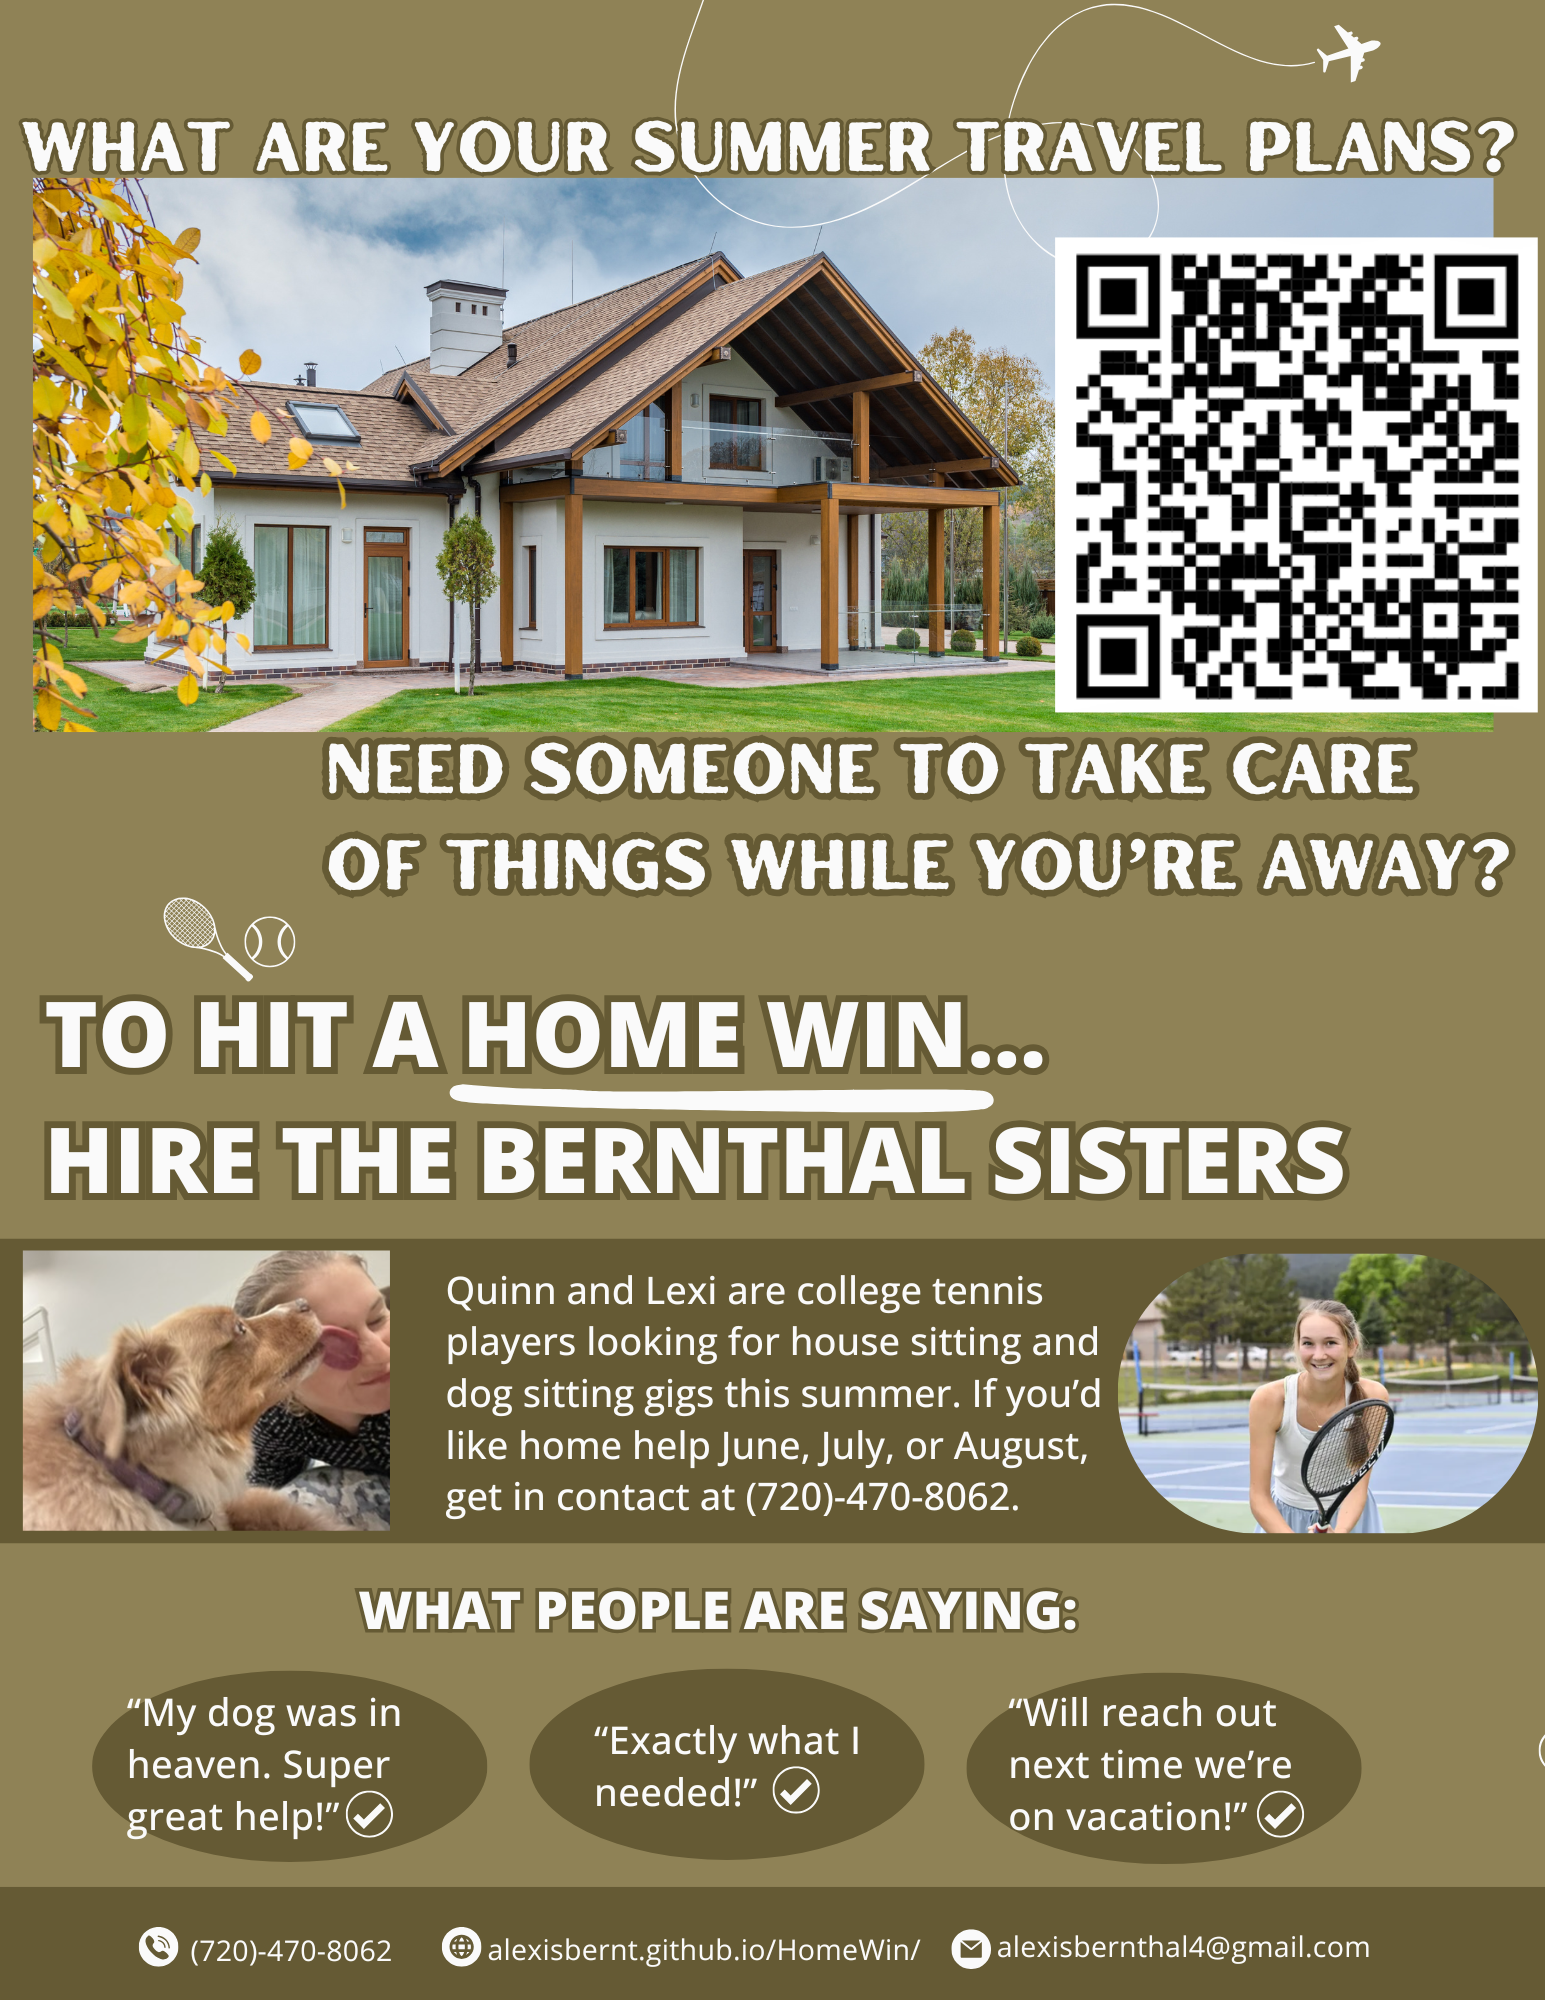 WHAT ARE YOUR SUMMER TRAVEL PLANS?
NEED SOMEONE TO TAKE CARE
OF THINGS WHILE YOU’RE AWAY?
TO HIT A HOME WIN...
HIRE THE BERNTHAL SISTERS
Quinn and Lexi are college tennis
players looking for house sitting and
dog sitting gigs this summer. If you’d
like home help June, July, or August,
get in contact at (720)-470-8062.
WHAT PEOPLE ARE SAYING:
“My dog was in
heaven. Super
great help!”
“Exactly what I
needed!”
“Will reach out
next time we’re
on vacation!”
(720)-470-8062
alexisbernt.github.io/HomeWin/
alexisbernthal4@gmail.com